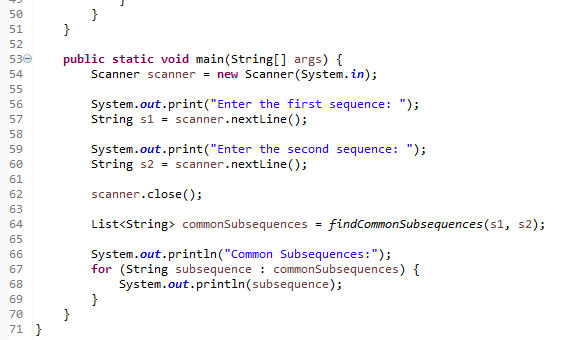 50 }
51 }
52
53 public static void main(String[] args) {
54 Scanner scanner = new Scanner(System.in);
55
56 System.out.print("Enter the first sequence: ");
57 String s1 = scanner.nextLine();
58
59 System.out.print("Enter the second sequence: ");
60 String s2 = scanner.nextLine();
61
62 scanner.close();
63
64 List<String> commonSubsequences = findCommonSubsequences(s1, s2);
65
66 System.out.println("Common Subsequences:");
67 for (String subsequence : commonSubsequences) {
68 System.out.println(subsequence);
69 }
70 }
71 }